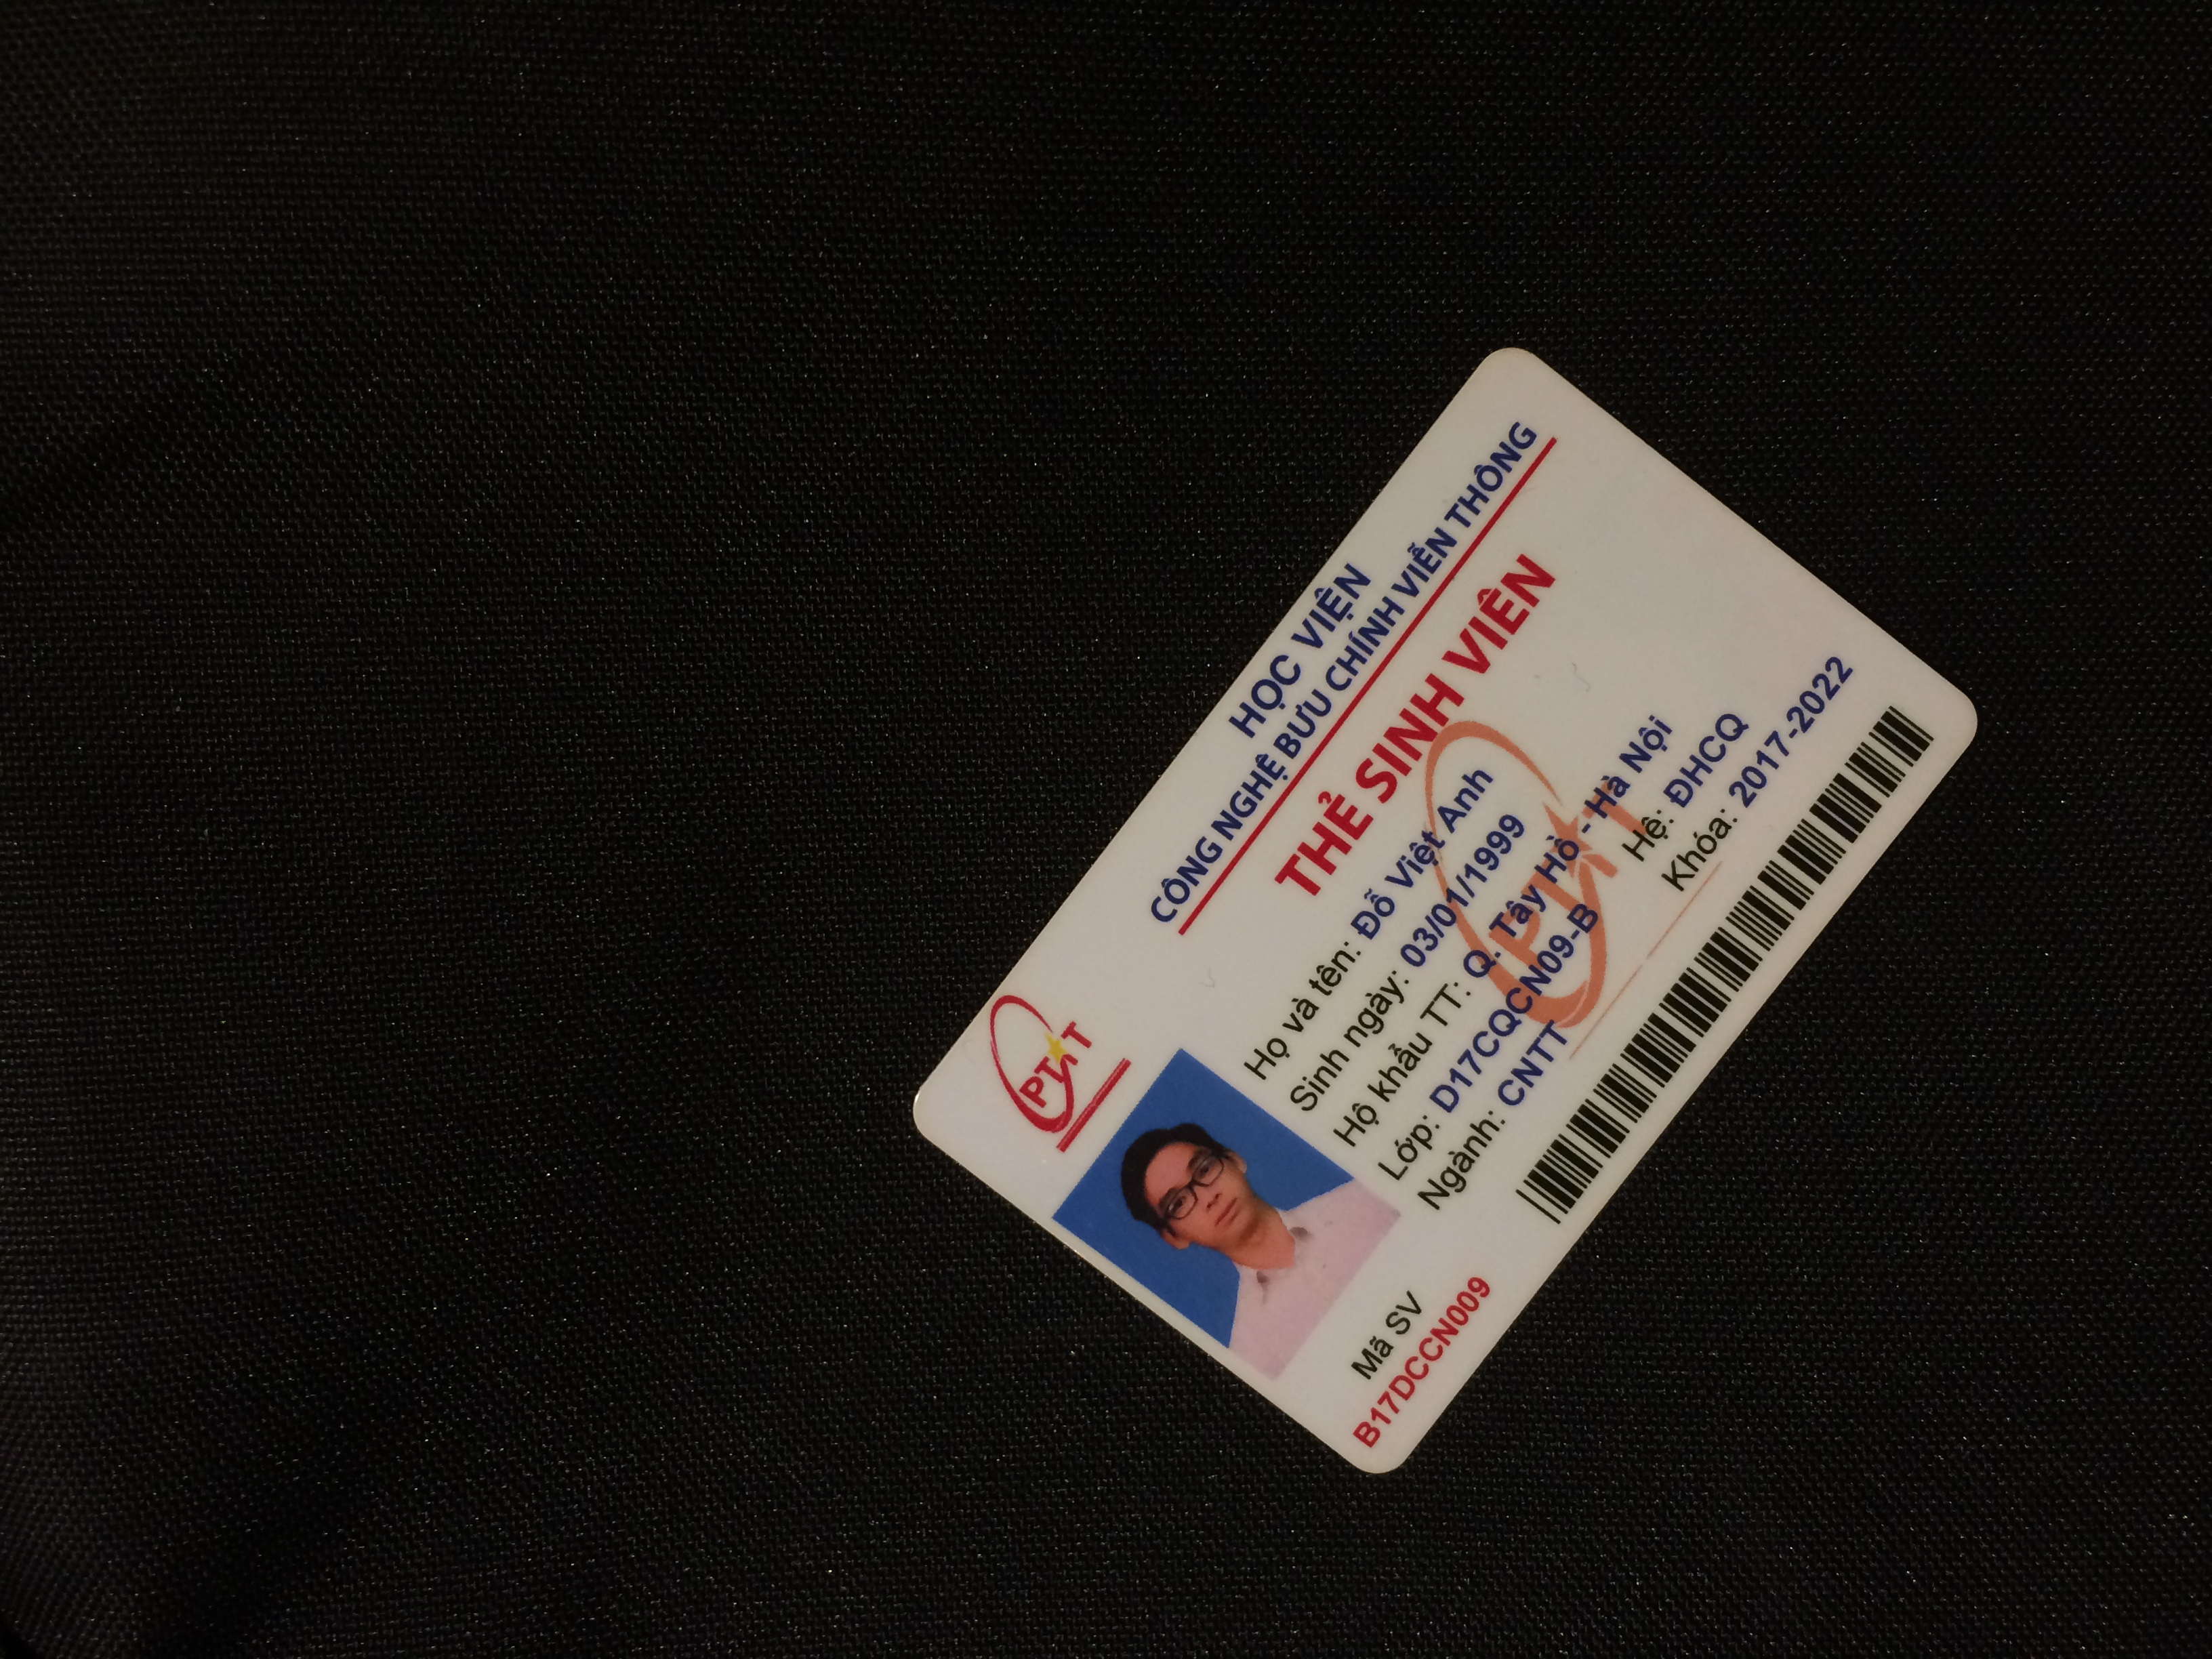 PTiT
HỌC VIỆN
CÔNG NGHỆ BƯU CHÍNH VIỄN THÔNG
THẺ SINH VIÊN
Họ và tên: Đỗ Việt Anh
Sinh ngày: 03/01/1999
Hộ khẩu TT: Q. Tây Hồ - Hà Nội
Lớp: D17CQCN09-B Hệ: ĐHCQ
Ngành: CNTT Khóa: 2017-2022
Mã SV
B17DCCN009
PTiT